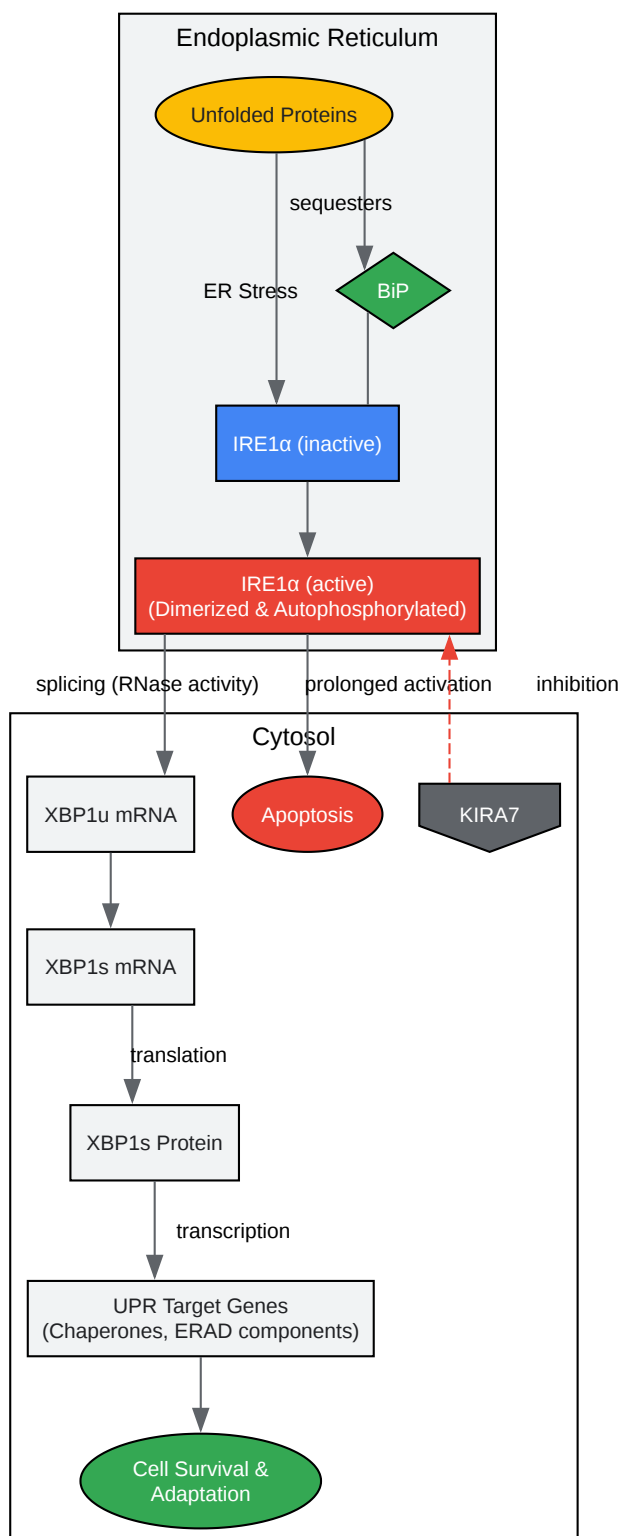 Endoplasmic Reticulum
Unfolded Proteins
sequesters
ER Stress
BiP
IRE1α (inactive)
IRE1α (active)
(Dimerized & Autophosphorylated)
splicing (RNase activity)
prolonged activation
inhibition
Cytosol
XBP1u mRNA
Apoptosis
KIRA7
XBP1s mRNA
translation
XBP1s Protein
transcription
UPR Target Genes
(Chaperones, ERAD components)
Cell Survival &
Adaptation